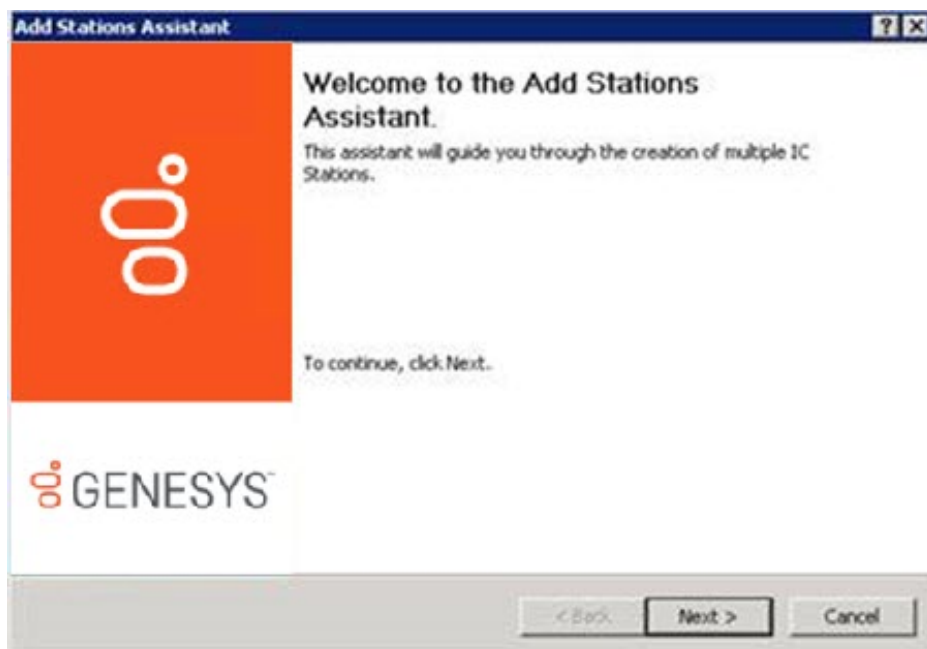 Add Stations Assistant
Welcome to the Add Stations
Assistant.
This assistant will guide you through the creation of multiple IC
Stations.
To continue, click Next.
GENESYS™
< Back
Next >
Cancel